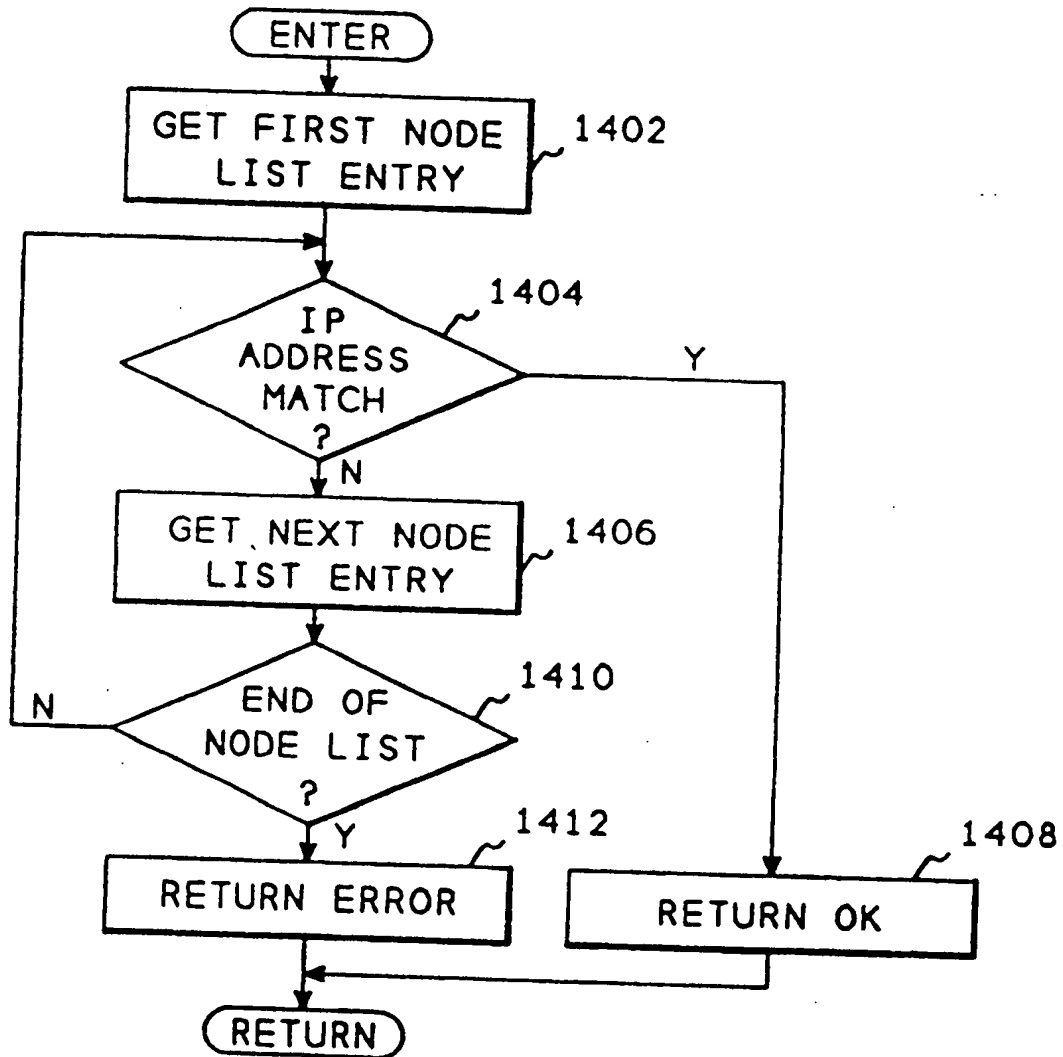 ENTER
GET FIRST NODE
LIST ENTRY
1402
IP
ADDRESS
MATCH
?
1404
Y
N
GET NEXT NODE
LIST ENTRY
1406
END OF
NODE LIST
?
1410
N
Y
RETURN ERROR
1412
RETURN OK
1408
RETURN